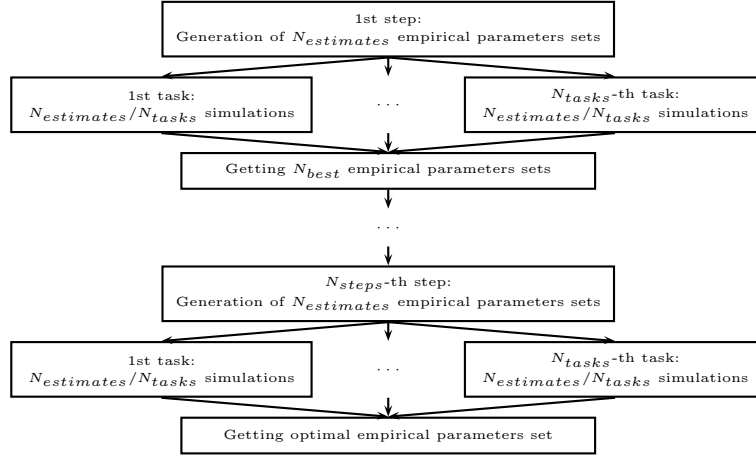 1st step:
Generation of N_estimates empirical parameters sets
1st task:
N_estimates/N_tasks simulations
. . .
N_tasks-th task:
N_estimates/N_tasks simulations
Getting N_best empirical parameters sets
. . .
N_steps-th step:
Generation of N_estimates empirical parameters sets
1st task:
N_estimates/N_tasks simulations
. . .
N_tasks-th task:
N_estimates/N_tasks simulations
Getting optimal empirical parameters set